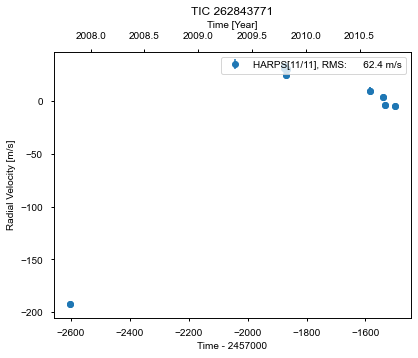 TIC 262843771
Time [Year]
2008.0 2008.5 2009.0 2009.5 2010.0 2010.5
HARPS[11/11], RMS: 62.4 m/s
0
−50
−100
−150
−200
Radial Velocity [m/s]
−2600 −2400 −2200 −2000 −1800 −1600
Time - 2457000